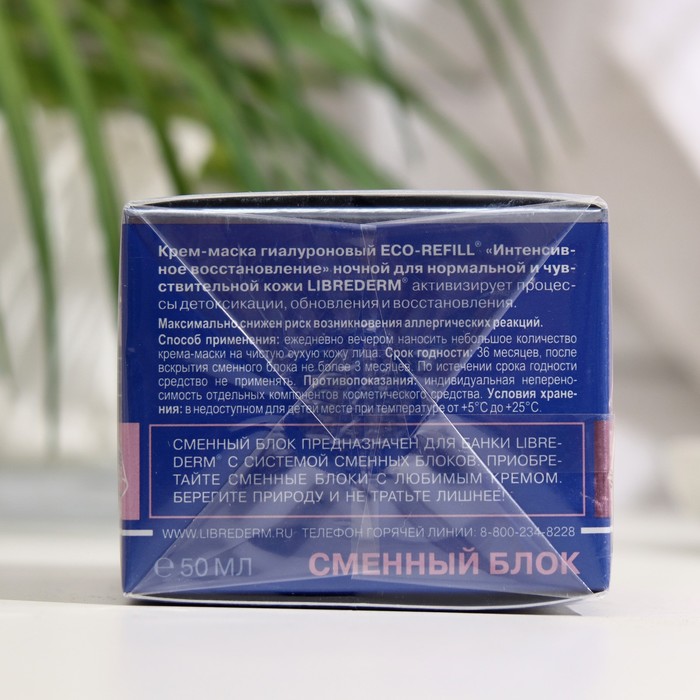 Крем-маска гиалуроновый ECO-REFILL® «Интенсив-
ное восстановление» ночной для нормальной и чув-
ствительной кожи LIBREDERM® активизирует процес-
сы детоксикации, обновления и восстановления.
Максимально снижен риск возникновения аллергических реакций.
Способ применения: ежедневно вечером наносить небольшое количество
крема-маски на чистую сухую кожу лица. Срок годности: 36 месяцев, после
вскрытия сменного блока не более 3 месяцев. По истечении срока годности
средство не применять. Противопоказания: индивидуальная неперено-
симость отдельных компонентов косметического средства. Условия хране-
ния: в недоступном для детей месте при температуре от +5°C до +25°C.
СМЕННЫЙ БЛОК ПРЕДНАЗНАЧЕН ДЛЯ БАНКИ LIBRE-
DERM® С СИСТЕМОЙ СМЕННЫХ БЛОКОВ. ПРИОБРЕ-
ТАЙТЕ СМЕННЫЕ БЛОКИ С ЛЮБИМЫМ КРЕМОМ.
БЕРЕГИТЕ ПРИРОДУ И НЕ ТРАТЬТЕ ЛИШНЕЕ!
WWW.LIBREDERM.RU ТЕЛЕФОН ГОРЯЧЕЙ ЛИНИИ: 8-800-234-8228
℮ 50 МЛ СМЕННЫЙ БЛОК